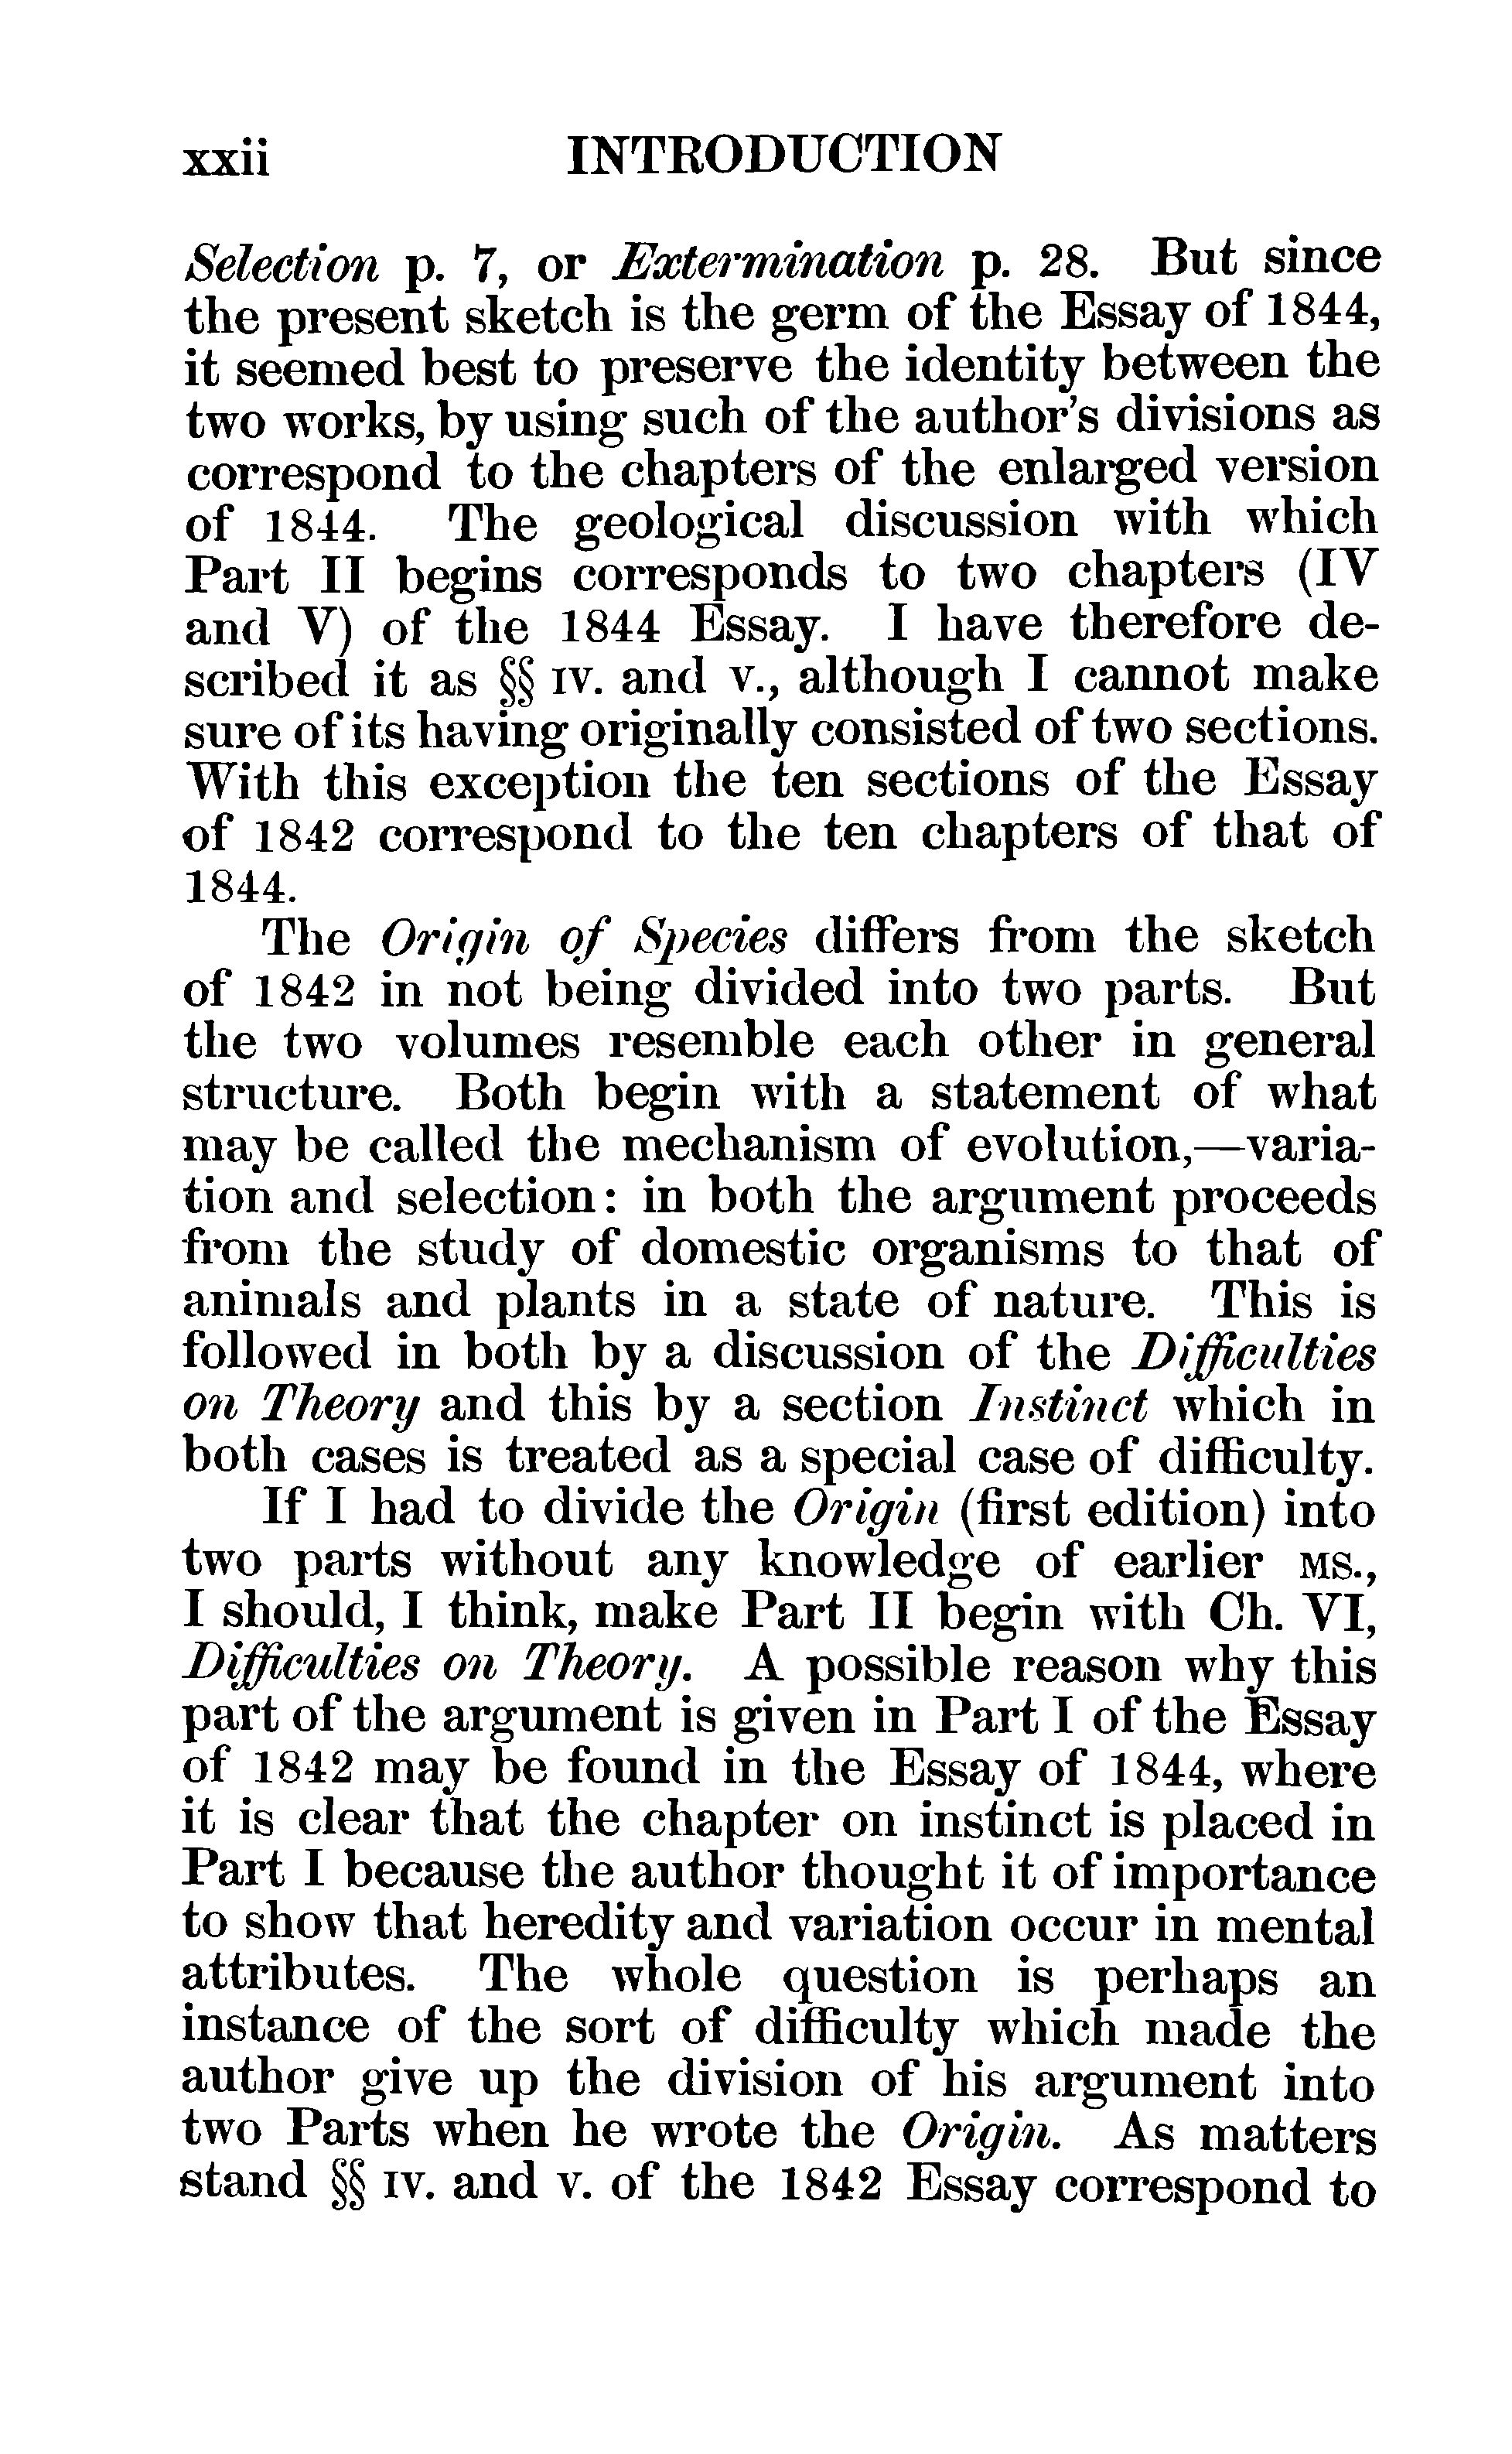 xxii INTRODUCTION
Selection p. 7, or Extermination p. 28. But since
the present sketch is the germ of the Essay of 1844,
it seemed best to preserve the identity between the
two works, by using such of the author's divisions as
correspond to the chapters of the enlarged version
of 1844. The geological discussion with which
Part II begins corresponds to two chapters (IV
and V) of the 1844 Essay. I have therefore de-
scribed it as §§ IV. and V., although I cannot make
sure of its having originally consisted of two sections.
With this exception the ten sections of the Essay
of 1842 correspond to the ten chapters of that of
1844.
The Origin of Species differs from the sketch
of 1842 in not being divided into two parts. But
the two volumes resemble each other in general
structure. Both begin with a statement of what
may be called the mechanism of evolution,—varia-
tion and selection: in both the argument proceeds
from the study of domestic organisms to that of
animals and plants in a state of nature. This is
followed in both by a discussion of the Difficulties
on Theory and this by a section Instinct which in
both cases is treated as a special case of difficulty.
If I had to divide the Origin (first edition) into
two parts without any knowledge of earlier MS.,
I should, I think, make Part II begin with Ch. VI,
Difficulties on Theory. A possible reason why this
part of the argument is given in Part I of the Essay
of 1842 may be found in the Essay of 1844, where
it is clear that the chapter on instinct is placed in
Part I because the author thought it of importance
to show that heredity and variation occur in mental
attributes. The whole question is perhaps an
instance of the sort of difficulty which made the
author give up the division of his argument into
two Parts when he wrote the Origin. As matters
stand §§ IV. and V. of the 1842 Essay correspond to